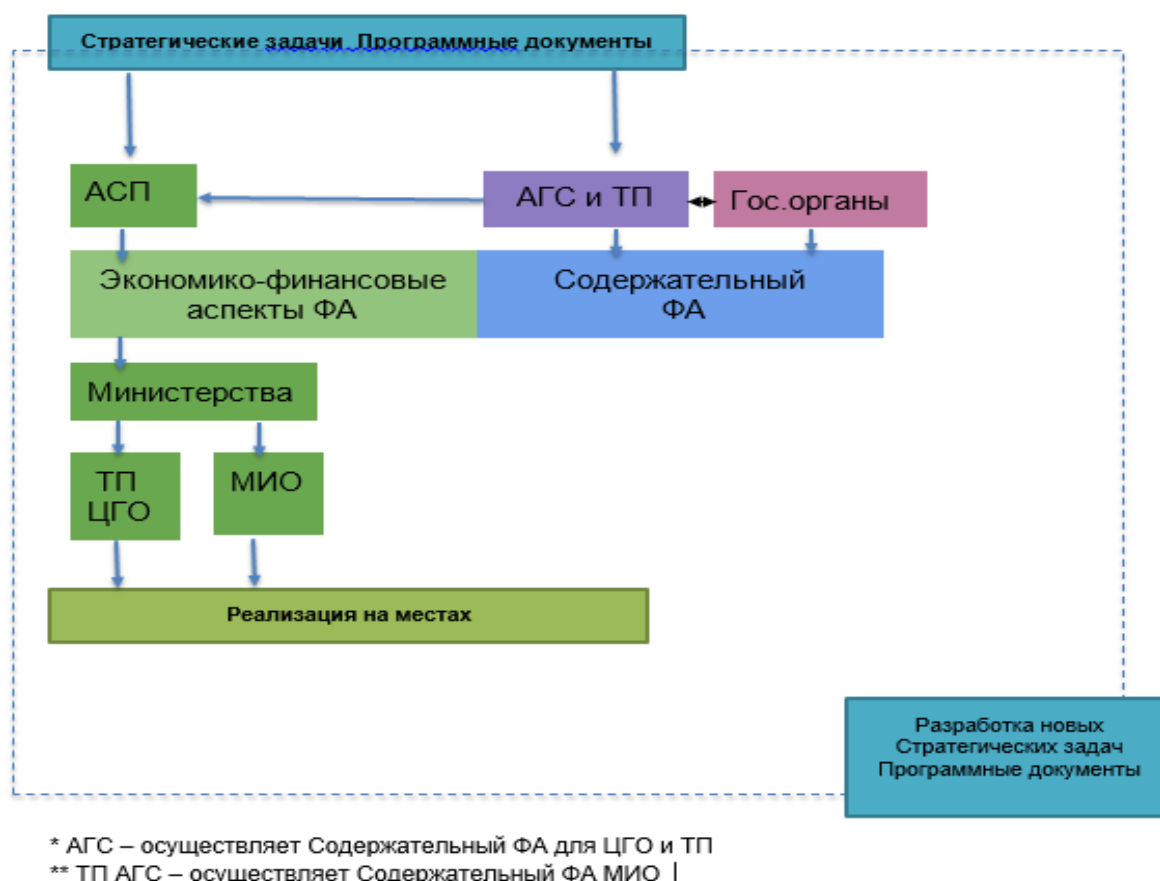 Стратегические задачи Программные документы
АСП
АГС и ТП
Гос.органы
Экономико-финансовые
аспекты ФА
Содержательный
ФА
Министерства
ТП
ЦГО
МИО
Реализация на местах
Разработка новых
Стратегических задач
Программные документы
* АГС – осуществляет Содержательный ФА для ЦГО и ТП
** ТП АГС – осуществляет Содержательный ФА МИО